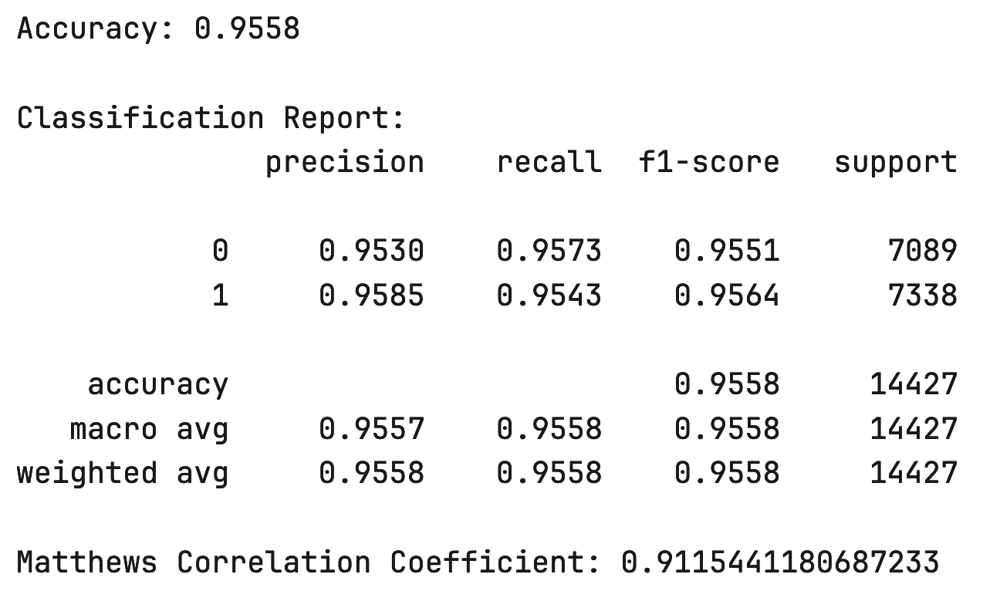 Accuracy: 0.9558
Classification Report:
precision recall f1-score support
0 0.9530 0.9573 0.9551 7089
1 0.9585 0.9543 0.9564 7338
accuracy 0.9558 14427
macro avg 0.9557 0.9558 0.9558 14427
weighted avg 0.9558 0.9558 0.9558 14427
Matthews Correlation Coefficient: 0.9115441180687233